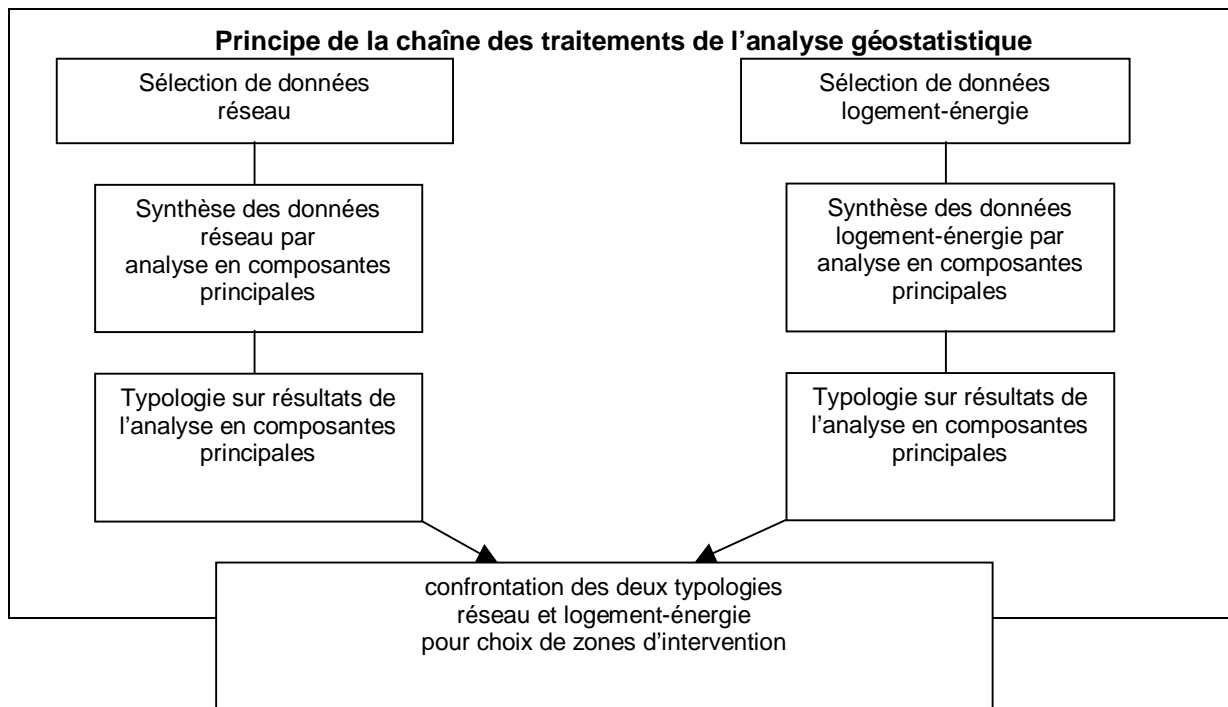 Principe de la chaîne des traitements de l’analyse géostatistique
Sélection de données
réseau
Sélection de données
logement-énergie
Synthèse des données
réseau par
analyse en composantes
principales
Synthèse des données
logement-énergie par
analyse en composantes
principales
Typologie sur résultats de
l’analyse en composantes
principales
Typologie sur résultats de
l’analyse en composantes
principales
confrontation des deux typologies
réseau et logement-énergie
pour choix de zones d’intervention